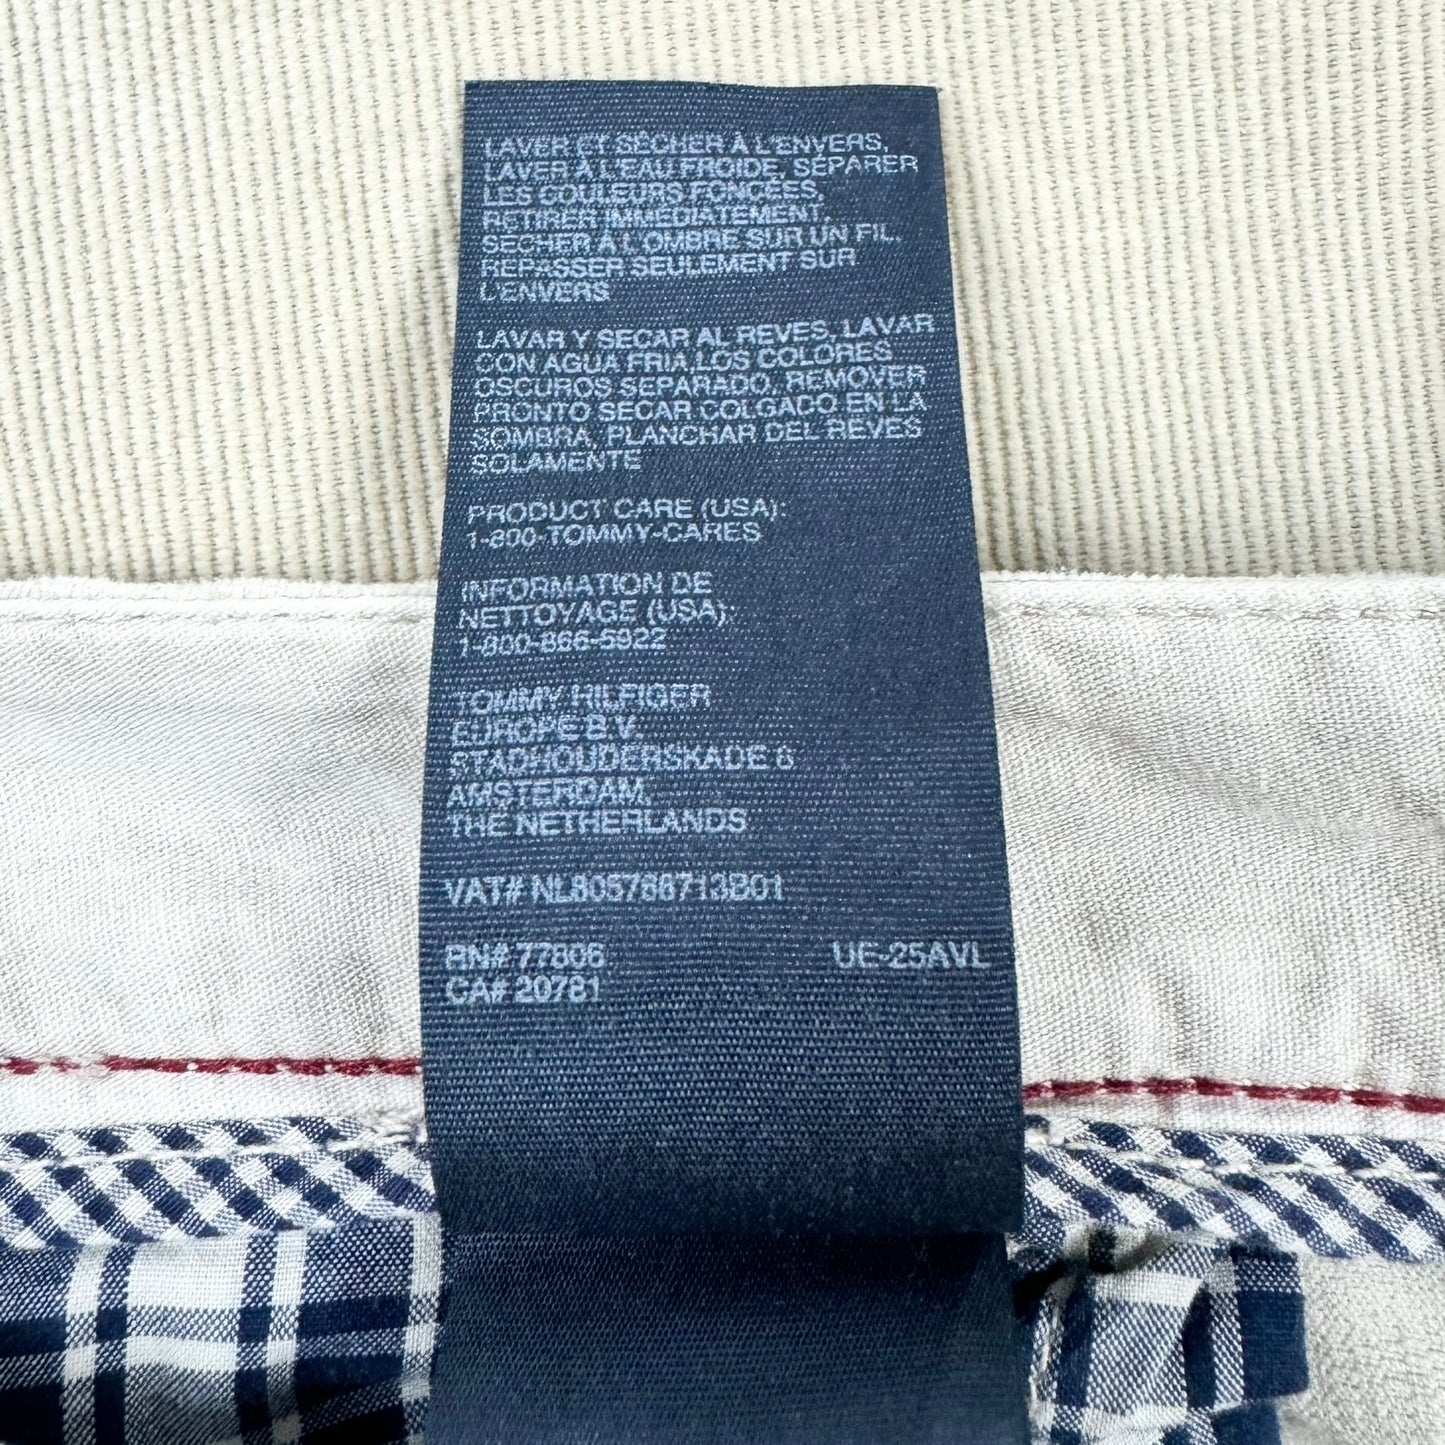 LAVER ET SÉCHER À L'ENVERS,
LAVER À L'EAU FROIDE, SÉPARER
LES COULEURS FONCÉES,
RETIRER IMMÉDIATEMENT,
SÉCHER À L'OMBRE SUR UN FIL,
REPASSER SEULEMENT SUR
L'ENVERS
LAVAR Y SECAR AL REVES, LAVAR
CON AGUA FRIA,LOS COLORES
OSCUROS SEPARADO, REMOVER
PRONTO SECAR COLGADO EN LA
SOMBRA, PLANCHAR DEL REVES
SOLAMENTE
PRODUCT CARE (USA):
1-800-TOMMY-CARES
INFORMATION DE
NETTOYAGE (USA):
1-800-866-6922
TOMMY HILFIGER
EUROPE B.V.
STADHOUDERSKADE 6
AMSTERDAM,
THE NETHERLANDS
VAT# NL805766713B01
RN# 77806 UE-25AVL
CA# 20781